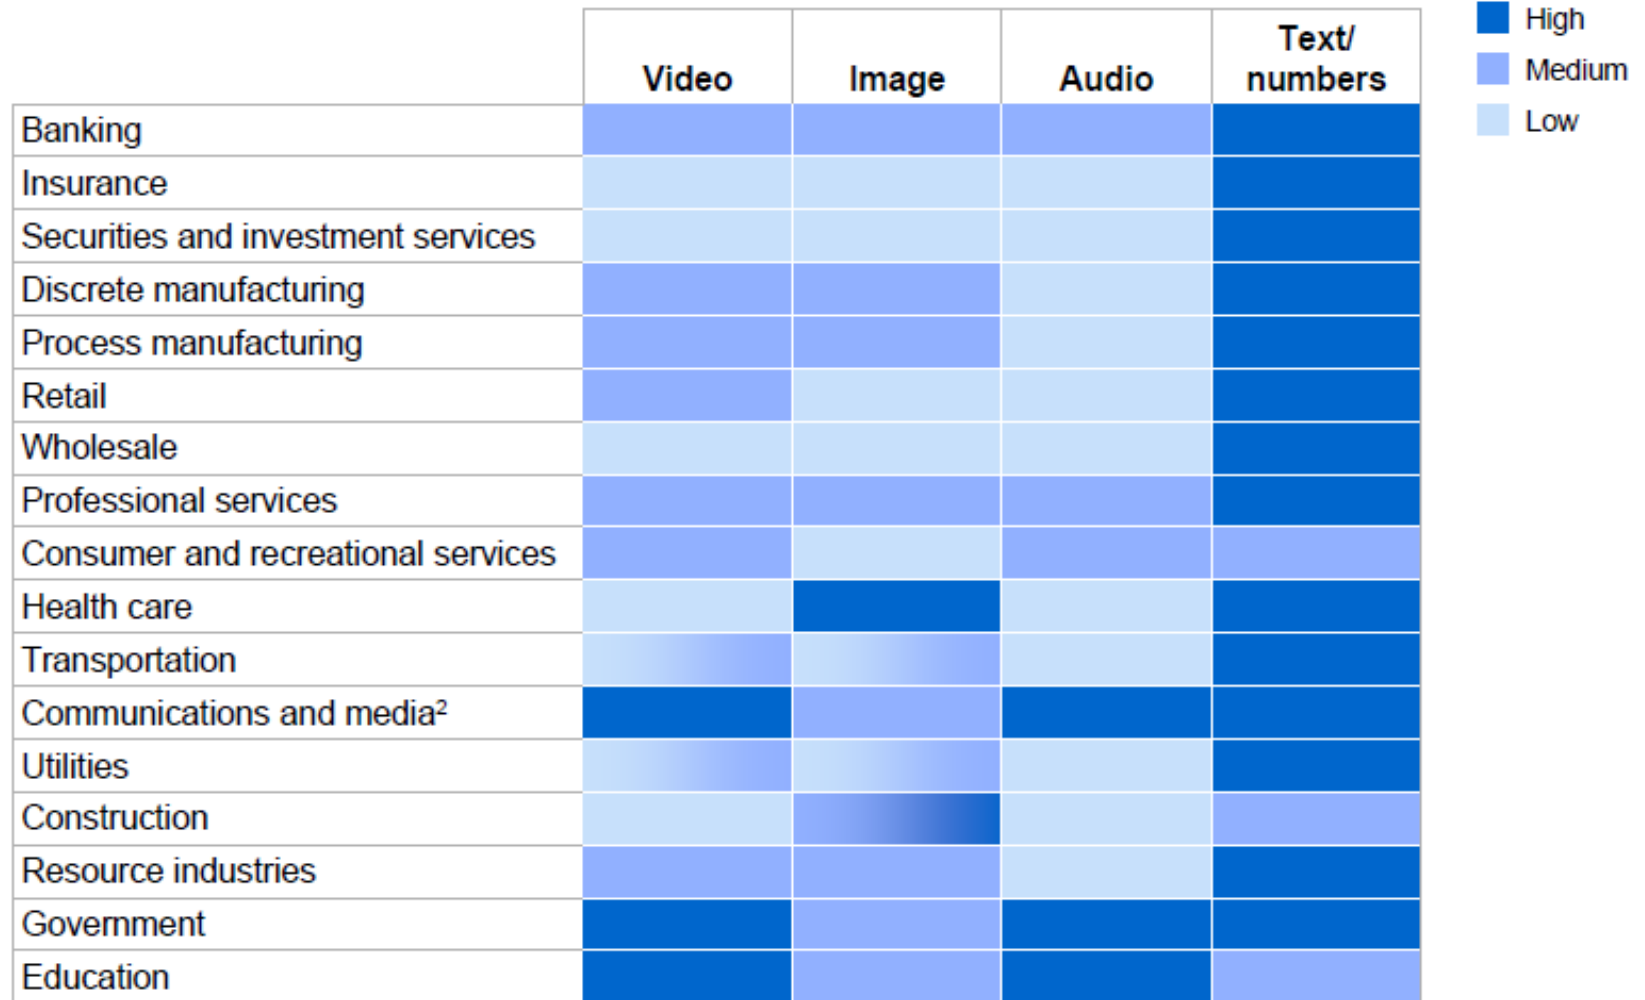 High
Text/
Video Image Audio numbers
Medium
Low
Banking
Insurance
Securities and investment services
Discrete manufacturing
Process manufacturing
Retail
Wholesale
Professional services
Consumer and recreational services
Health care
Transportation
Communications and media²
Utilities
Construction
Resource industries
Government
Education